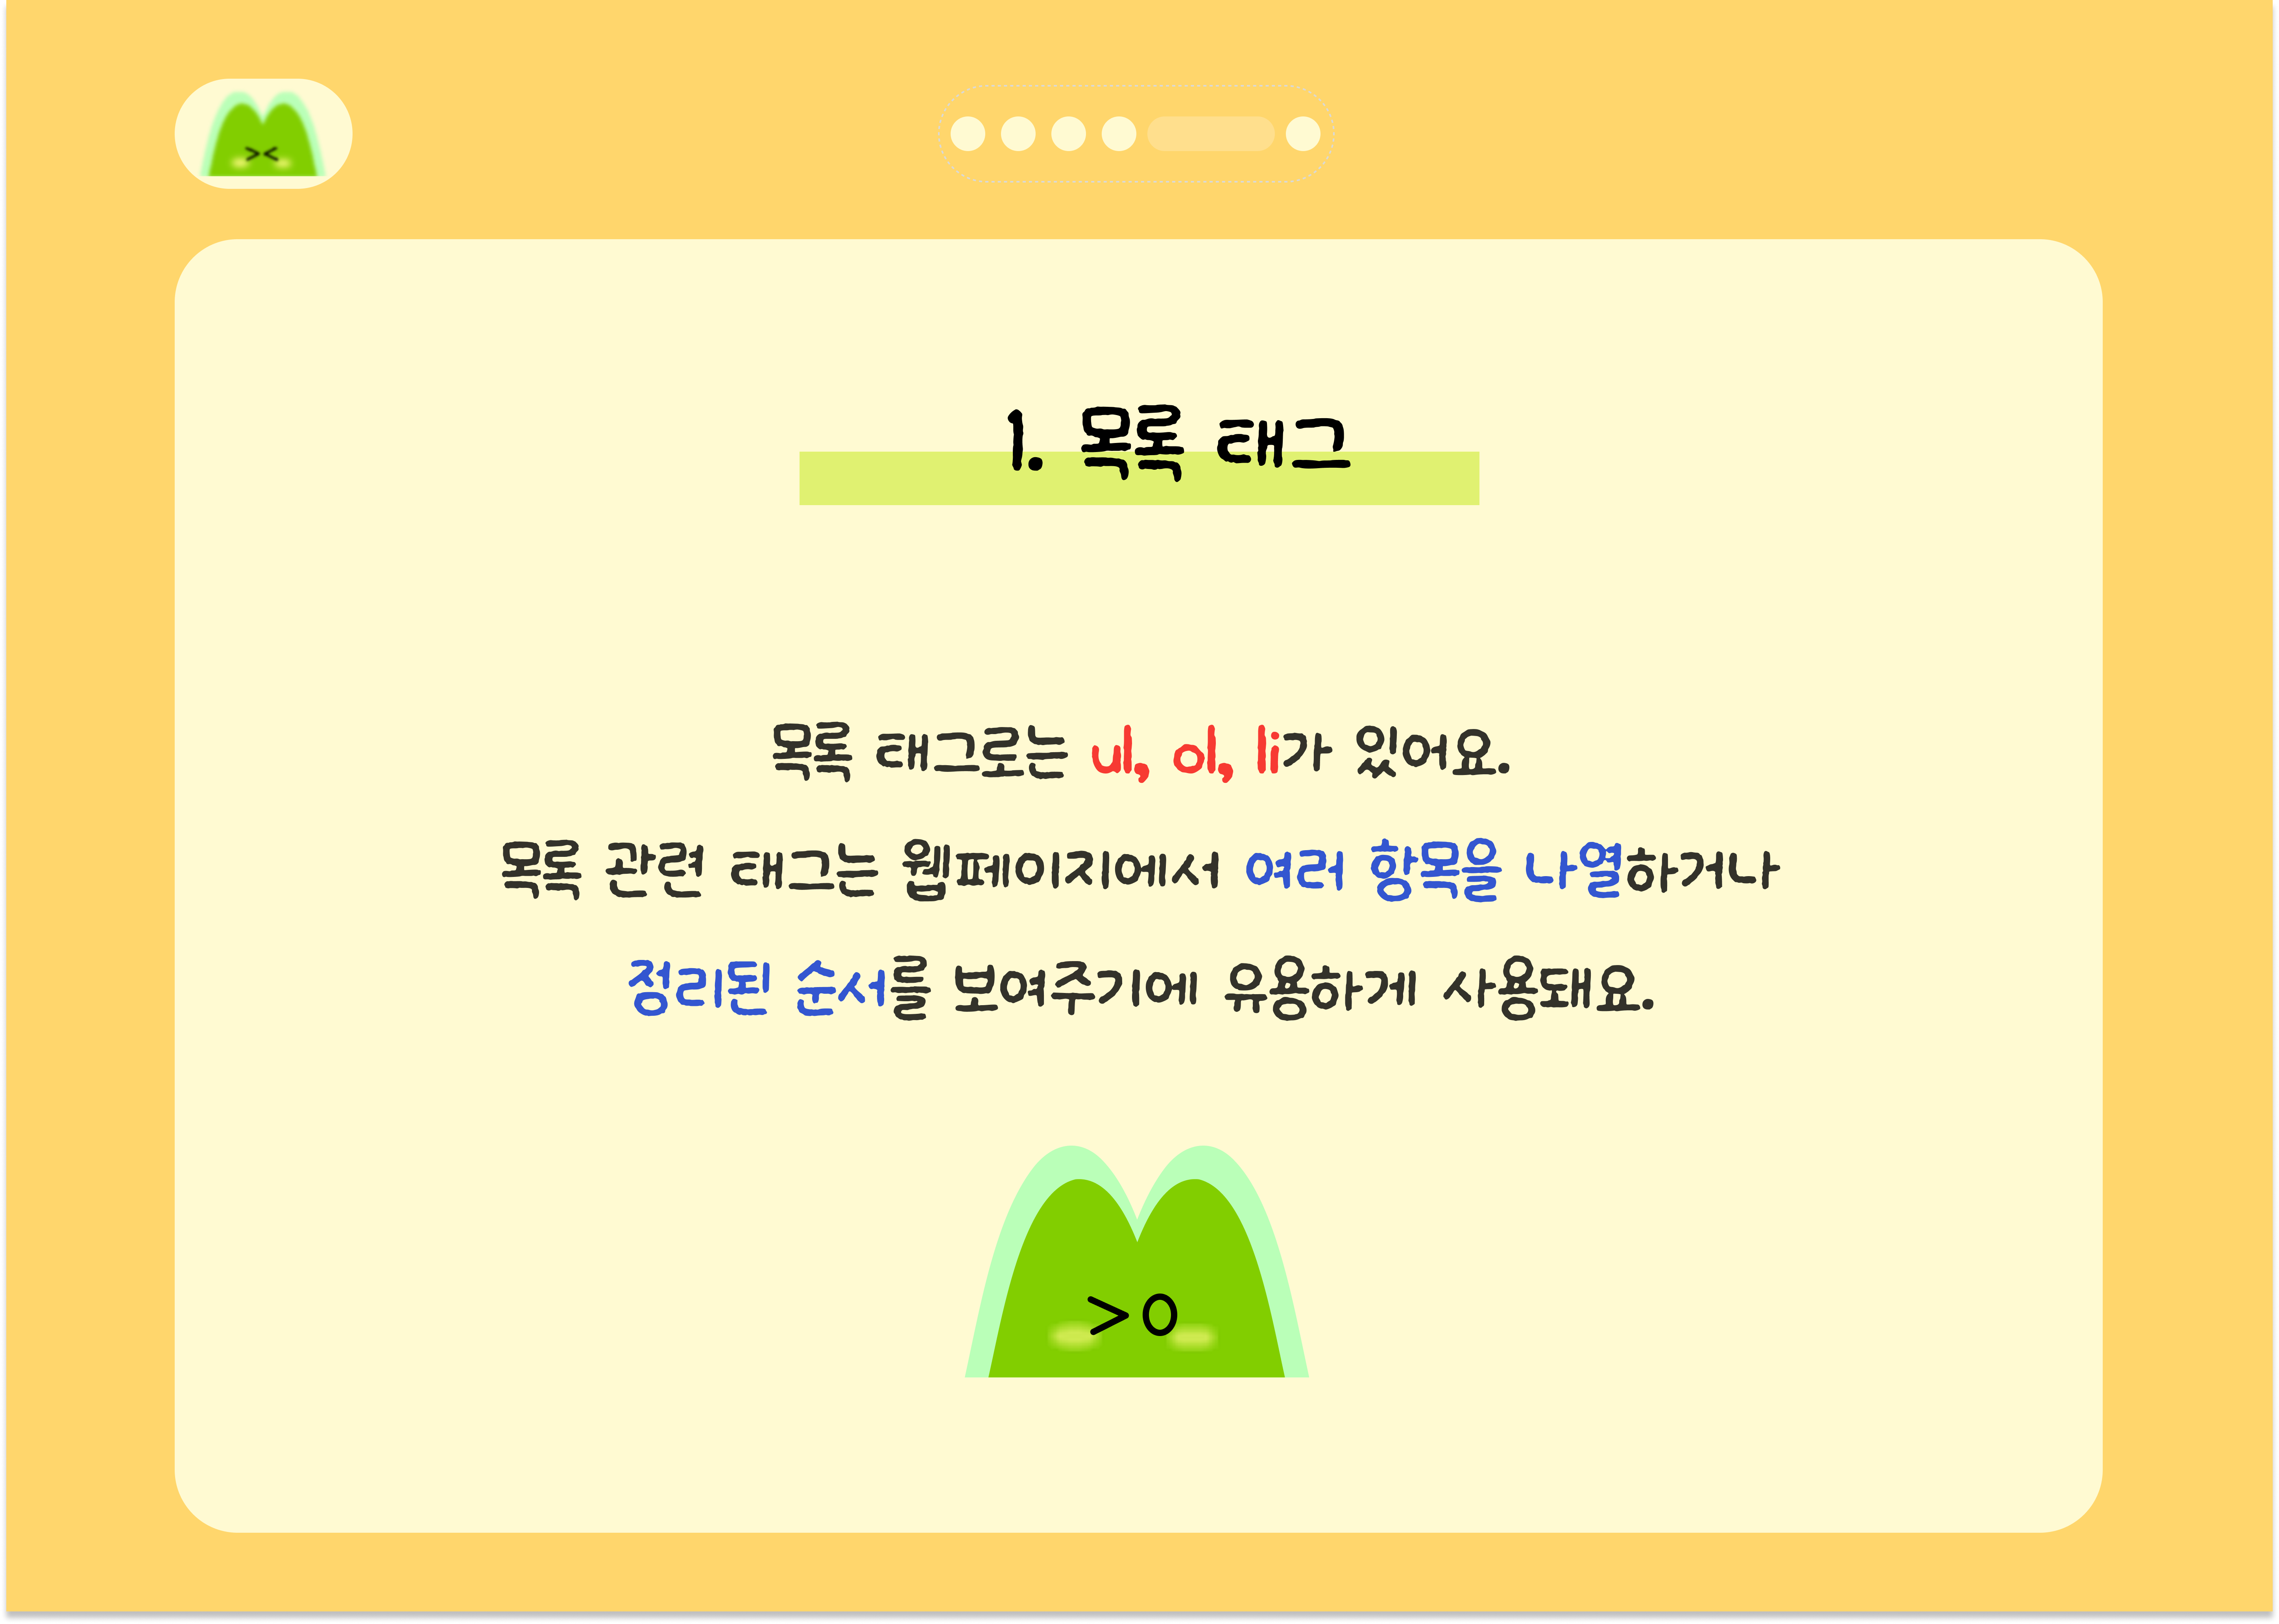 1. 목록 태그
목록 태그로는 ul, ol, li가 있어요.
목록 관련 태그는 웹페이지에서 여러 항목을 나열하거나
정리된 순서를 보여주기에 유용하게 사용돼요.